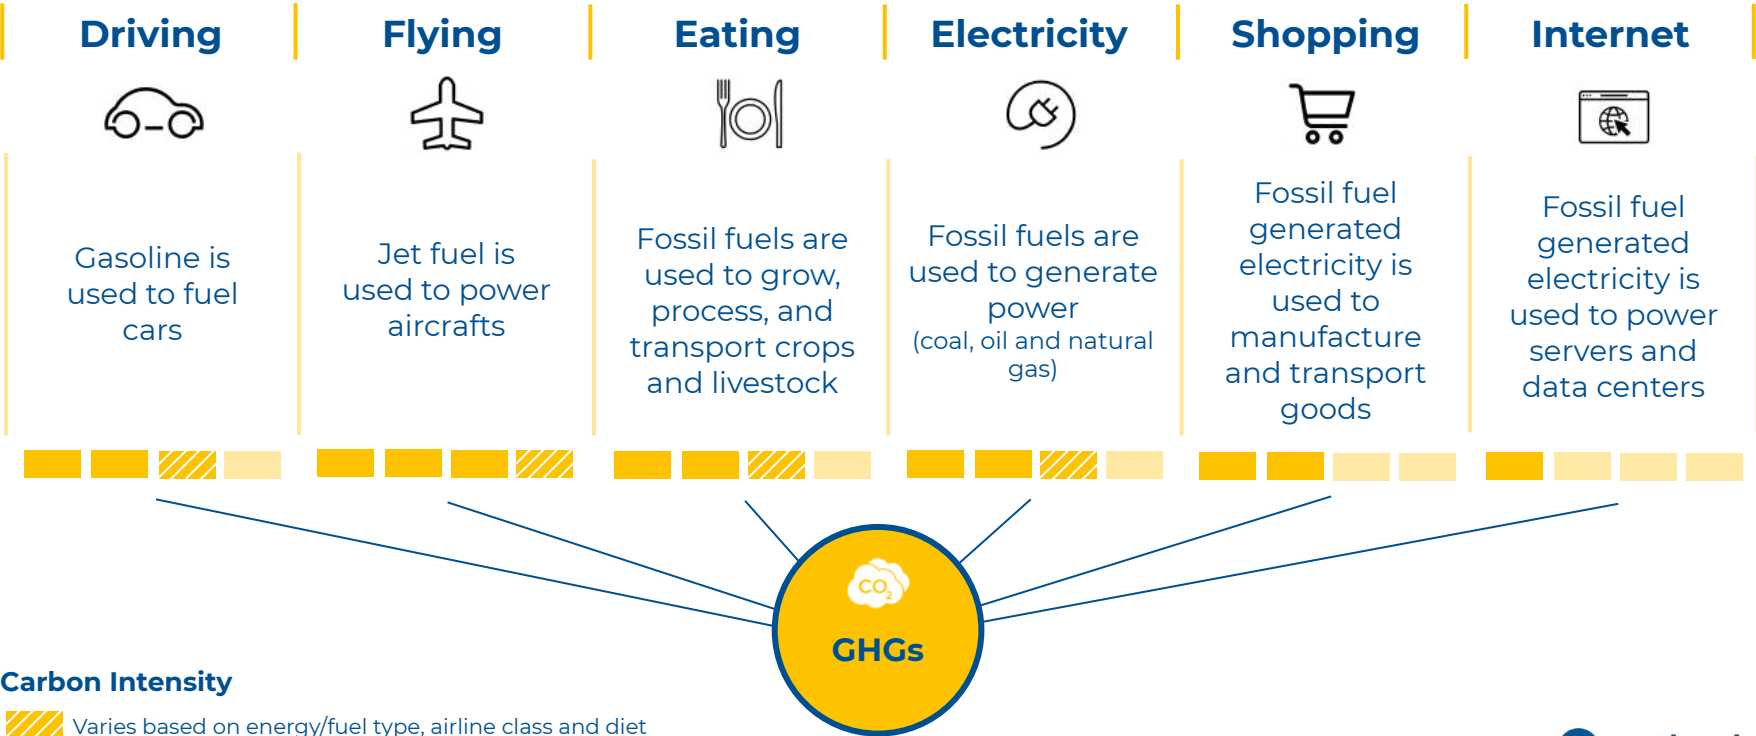 Driving
Flying
Eating
Electricity
Shopping
Internet
Gasoline is
used to fuel
cars
Jet fuel is
used to power
aircrafts
Fossil fuels are
used to grow,
process, and
transport crops
and livestock
Fossil fuels are
used to generate
power
(coal, oil and natural
gas)
Fossil fuel
generated
electricity is
used to
manufacture
and transport
goods
Fossil fuel
generated
electricity is
used to power
servers and
data centers
CO₂
GHGs
Carbon Intensity
Varies based on energy/fuel type, airline class and diet